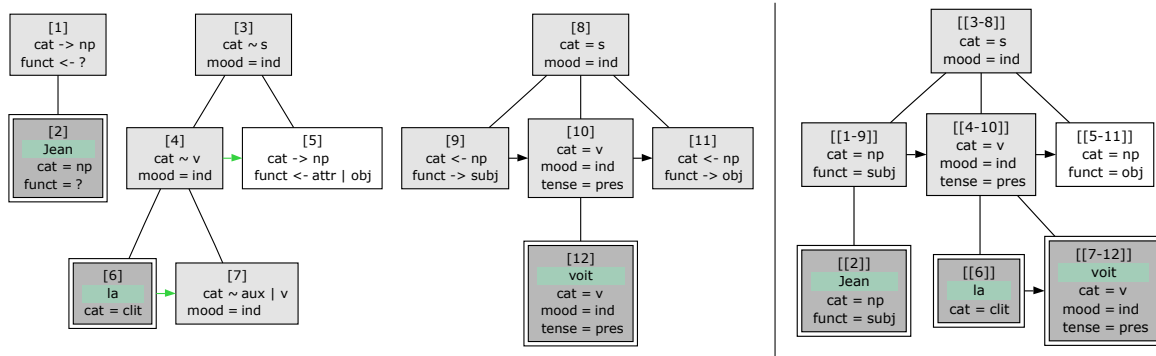 [1]
cat -> np
funct <- ?
[2]
Jean
cat = np
funct = ?
[3]
cat ~ s
mood = ind
[4]
cat ~ v
mood = ind
[5]
cat -> np
funct <- attr | obj
[6]
la
cat = clit
[7]
cat ~ aux | v
mood = ind
[8]
cat = s
mood = ind
[9]
cat <- np
funct -> subj
[10]
cat = v
mood = ind
tense = pres
[11]
cat <- np
funct -> obj
[12]
voit
cat = v
mood = ind
tense = pres
[[3-8]]
cat = s
mood = ind
[[1-9]]
cat = np
funct = subj
[[4-10]]
cat = v
mood = ind
tense = pres
[[5-11]]
cat = np
funct = obj
[[2]]
Jean
cat = np
funct = subj
[[6]]
la
cat = clit
[[7-12]]
voit
cat = v
mood = ind
tense = pres